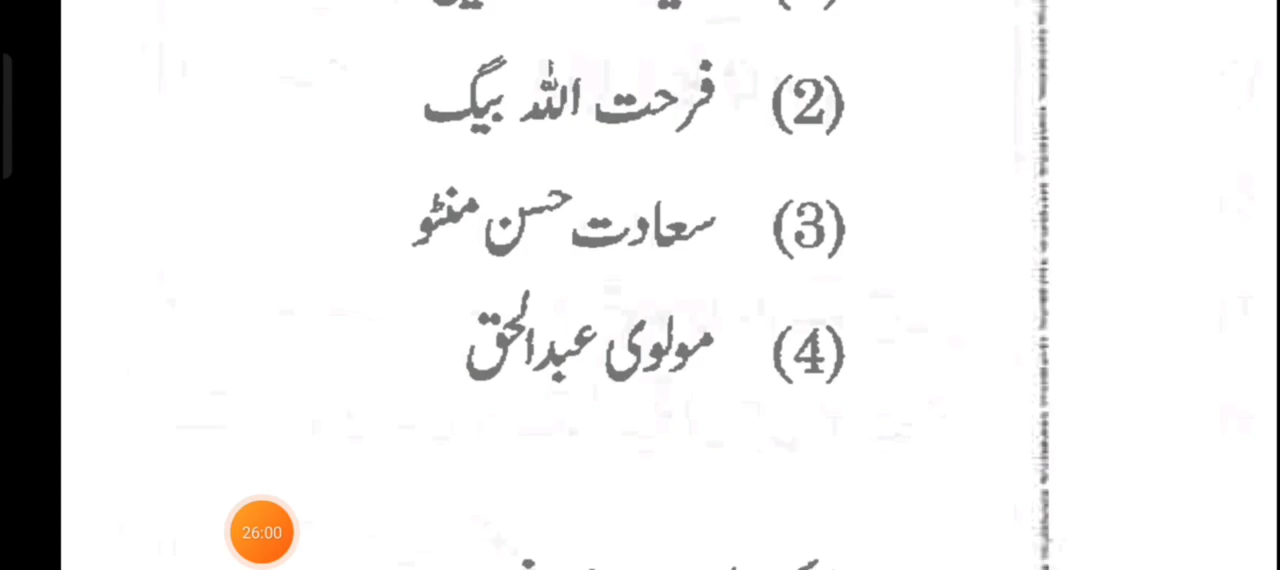 (2) فرحت اللہ بیگ
(3) سعادت حسن منٹو
(4) مولوی عبدالحق
26:00